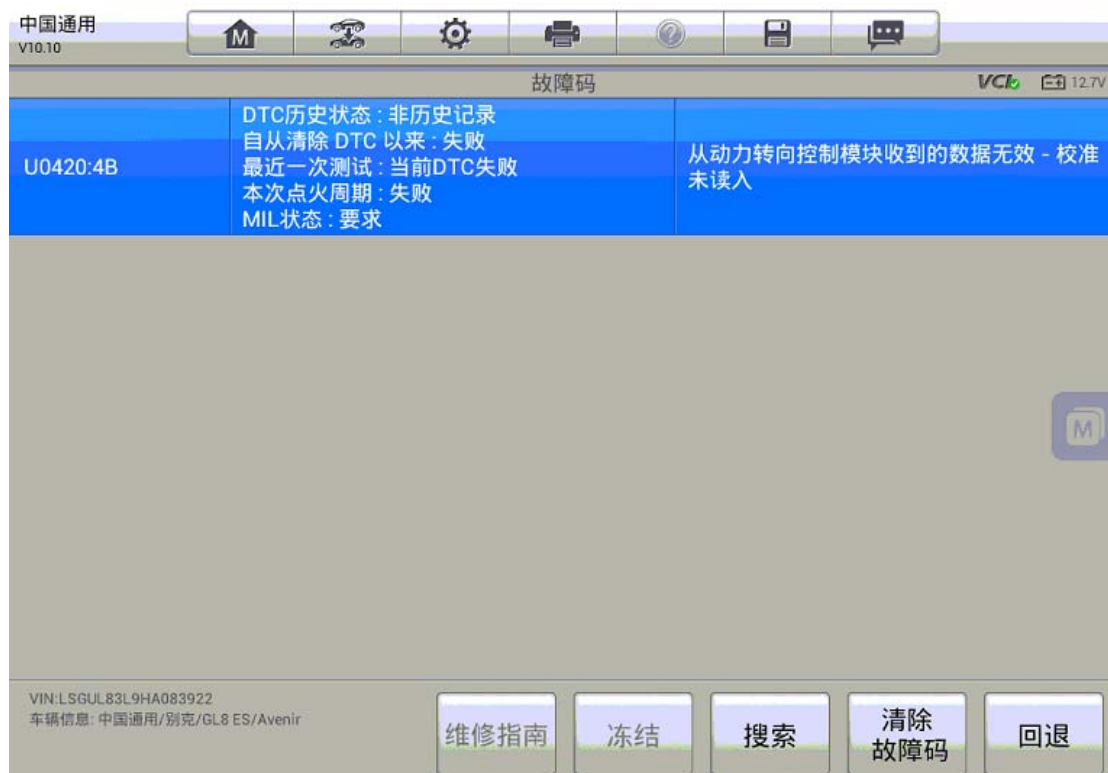 中国通用
V10.10
M
故障码
VCI
12.7V
U0420:4B
DTC历史状态 : 非历史记录
自从清除 DTC 以来 : 失败
最近一次测试 : 当前DTC失败
本次点火周期 : 失败
MIL状态 : 要求
从动力转向控制模块收到的数据无效 - 校准
未读入
M
VIN:LSGUL83L9HA083922
车辆信息: 中国通用/别克/GL8 ES/Avenir
维修指南
冻结
搜索
清除
故障码
回退